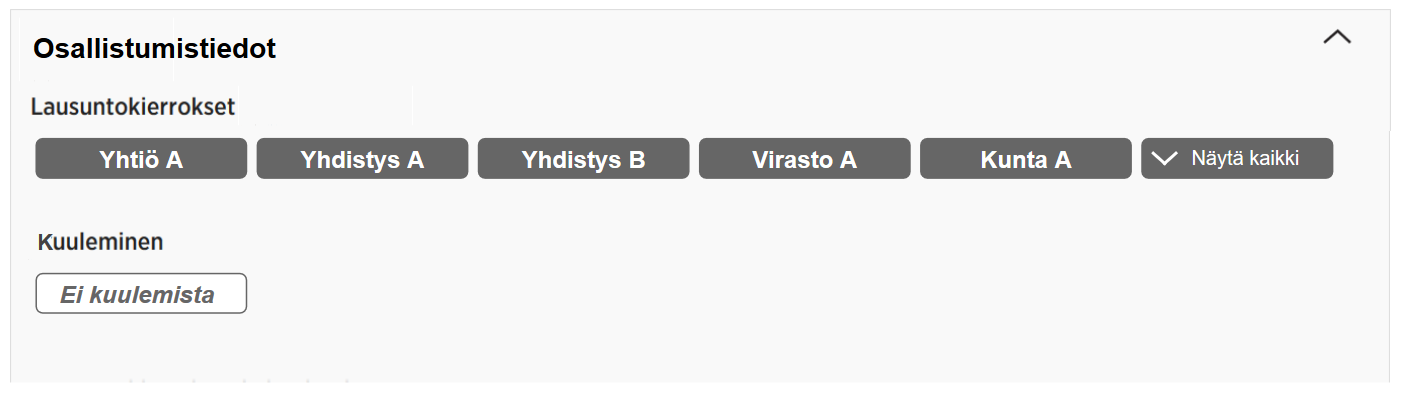 Osallistumistiedot
Lausuntokierrokset
Yhtiö A Yhdistys A Yhdistys B Virasto A Kunta A Näytä kaikki
Kuuleminen
Ei kuulemista